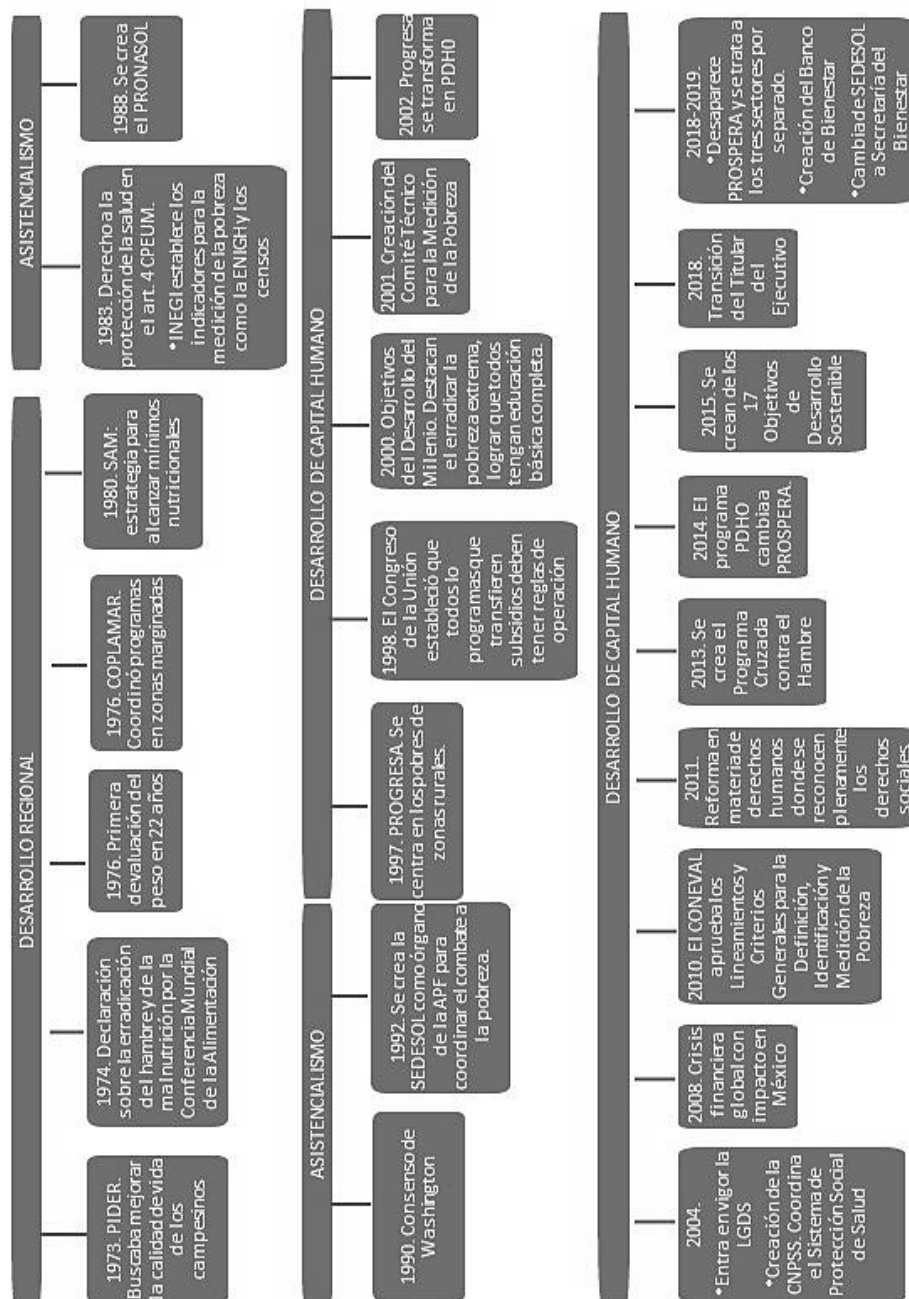 DESARROLLO REGIONAL
ASISTENCIALISMO
1973. PIDER.
Buscaba mejorar
la calidad de vida
de los
campesinos
1974. Declaración
sobre la erradicación
del hambre y de la
malnutrición por la
Conferencia Mundial
de la Alimentación
1976. Primera
devaluación del
peso en 22 años
1976. COPLAMAR.
Coordinó programas
en zonas marginadas
1980. SAM:
estrategia para
alcanzar mínimos
nutricionales
1983. Derecho a la
protección de la salud en
el art. 4 CPEUM.
•INEGI establece los
indicadores para la
medición de la pobreza
como la ENIGH y los
censos
1988. Se crea
el PRONASOL
ASISTENCIALISMO
DESARROLLO DE CAPITAL HUMANO
1990. Consenso de
Washington
1992. Se crea la
SEDESOL como órgano
de la APF para
coordinar el combate a
la pobreza.
1997. PROGRESA. Se
centra en los pobres de
zonas rurales.
1998. El Congreso
de la Unión
estableció que
todos lo
programas que
transfieren
subsidios deben
tener reglas de
operación
2000. Objetivos
del Desarrollo del
Milenio. Destacan
el erradicar la
pobreza extrema,
lograr que todos
tengan educación
básica completa.
2001. Creación del
Comité Técnico
para la Medición
de la Pobreza
2002. Progresa
se transforma
en PDHO
DESARROLLO DE CAPITAL HUMANO
2004.
•Entra en vigor la
LGDS
•Creación de la
CNPSS. Coordina
el Sistema de
Protección Social
de Salud
2008. Crisis
financiera
global con
impacto en
México
2010. El CONEVAL
aprueba los
Lineamientos y
Criterios
Generales para la
Definición,
Identificación y
Medición de la
Pobreza
2011.
Reforma en
materia de
derechos
humanos
donde se
reconocen
plenamente
los
derechos
sociales.
2013. Se
crea el
Programa
Cruzada
contra el
Hambre
2014. El
programa
PDHO
cambia a
PROSPERA.
2015. Se
crean de los
17
Objetivos
de
Desarrollo
Sostenible
2018.
Transición
del Titular
del
Ejecutivo
2018-2019.
•Desaparece
PROSPERA y se trata a
los tres sectores por
separado.
•Creación del Banco
de Bienestar
•Cambia de SEDESOL
a Secretaría del
Bienestar